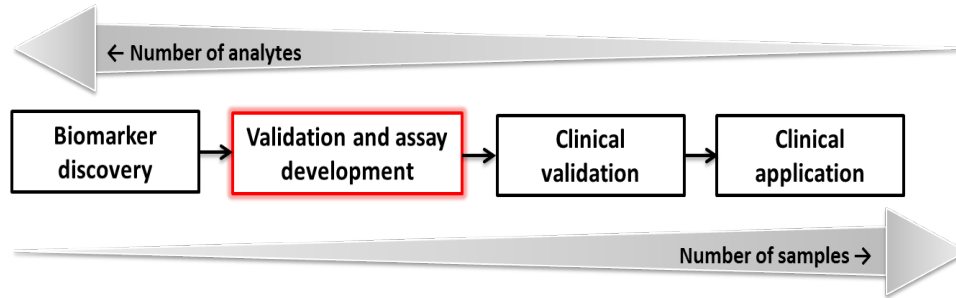 ← Number of analytes
Biomarker
discovery
Validation and assay
development
Clinical
validation
Clinical
application
Number of samples →